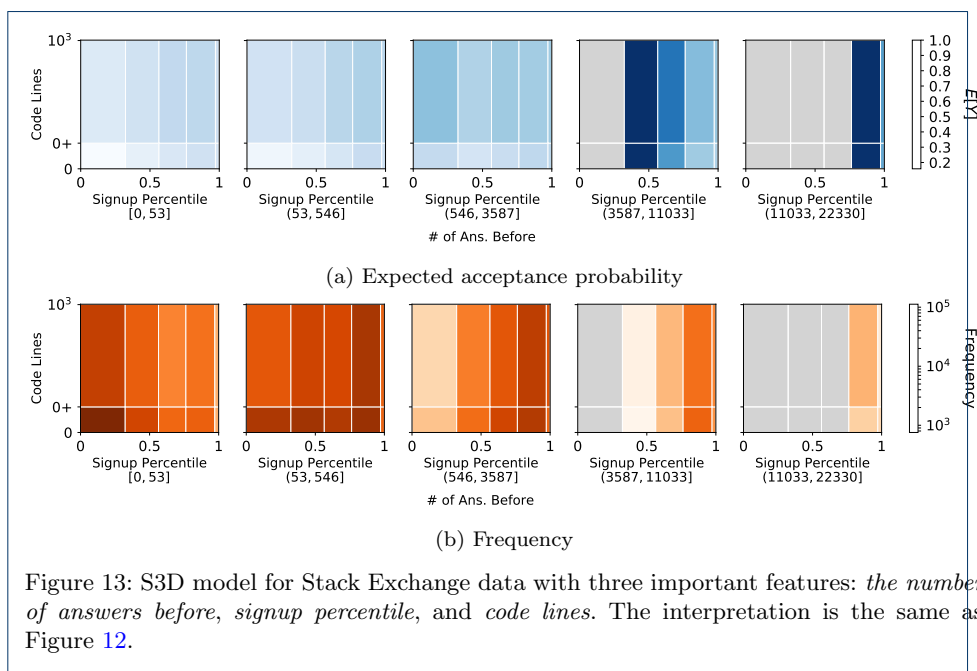 10³
Code Lines
0+
0
0 0.5 1
Signup Percentile
[0, 53]
0 0.5 1
Signup Percentile
(53, 546]
0 0.5 1
Signup Percentile
(546, 3587]
0 0.5 1
Signup Percentile
(3587, 11033]
0 0.5 1
Signup Percentile
(11033, 22330]
1.0
0.9
0.8
0.7
0.6
0.5
0.4
0.3
0.2
E[Y]
# of Ans. Before
(a) Expected acceptance probability
10³
Code Lines
0+
0
0 0.5 1
Signup Percentile
[0, 53]
0 0.5 1
Signup Percentile
(53, 546]
0 0.5 1
Signup Percentile
(546, 3587]
0 0.5 1
Signup Percentile
(3587, 11033]
0 0.5 1
Signup Percentile
(11033, 22330]
10⁵
10⁴
10³
Frequency
# of Ans. Before
(b) Frequency
Figure 13: S3D model for Stack Exchange data with three important features: the number
of answers before, signup percentile, and code lines. The interpretation is the same as
Figure 12.